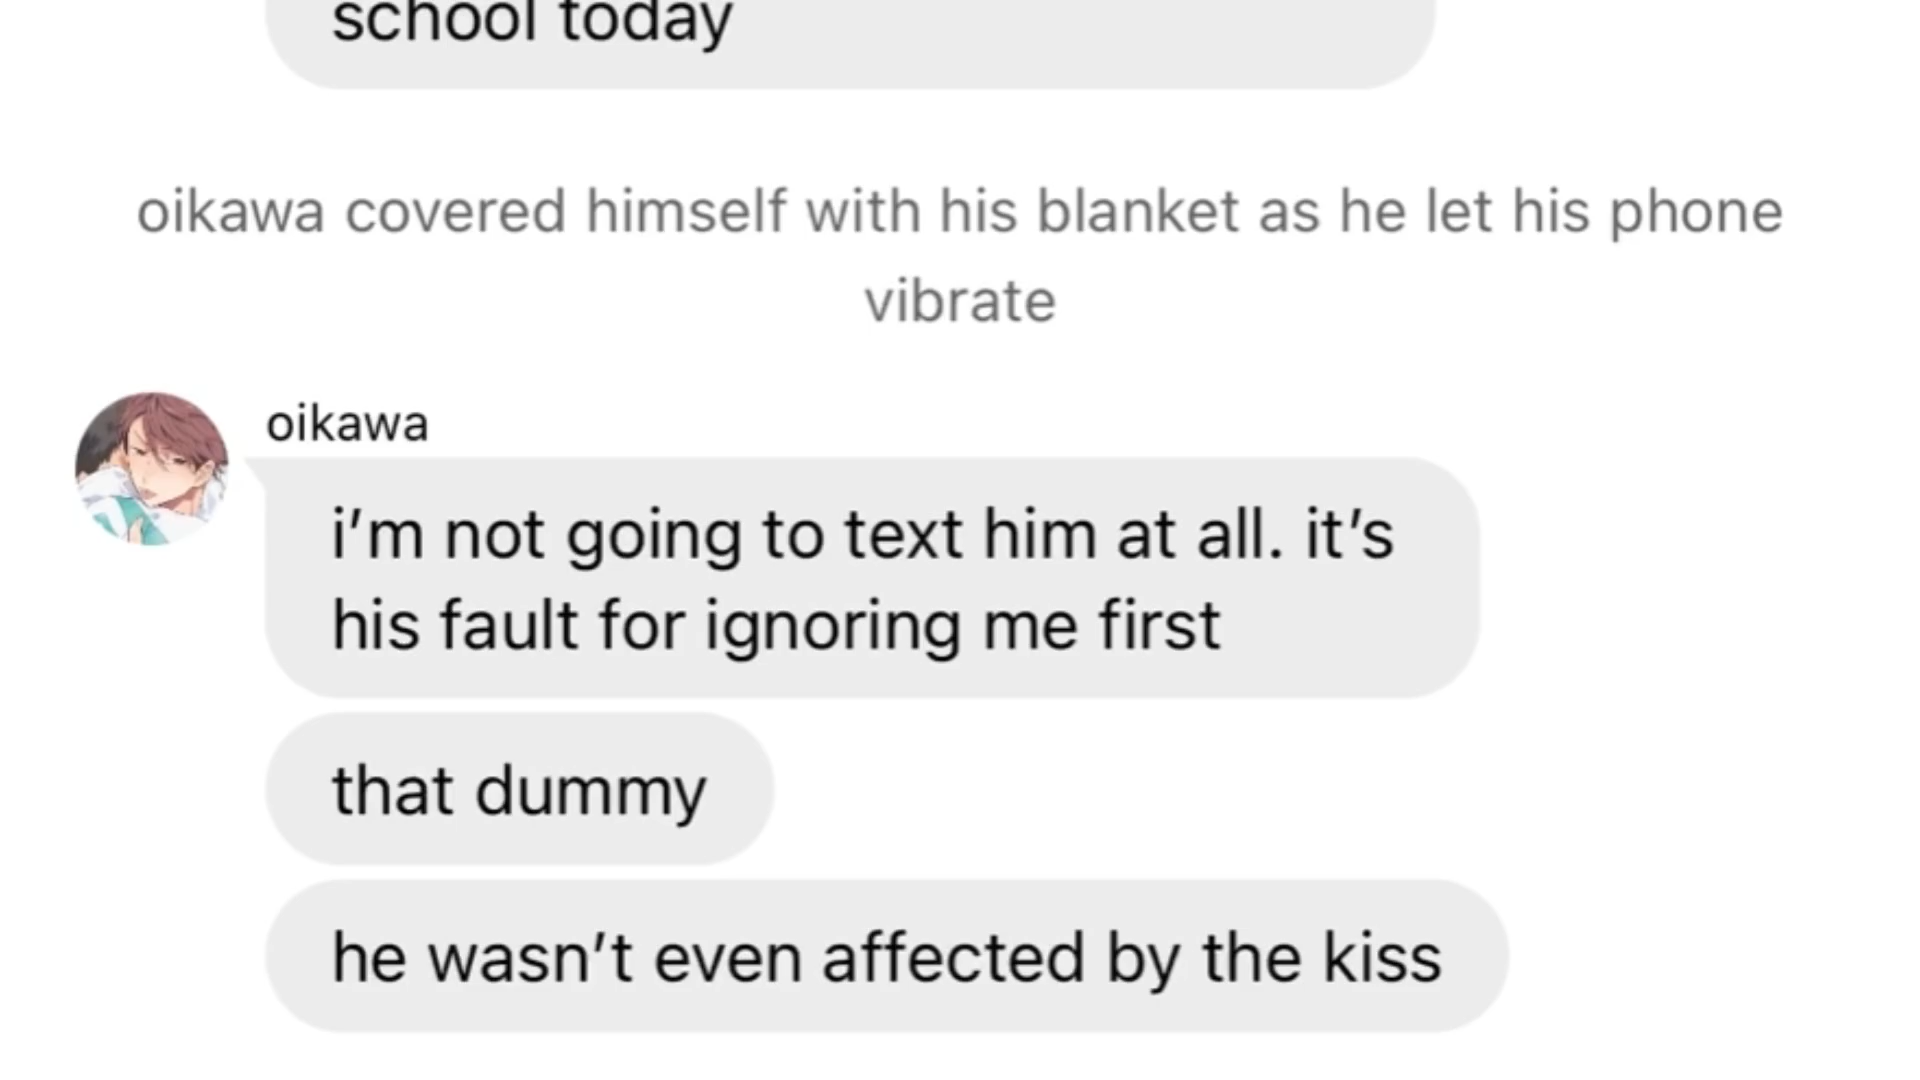 school today
oikawa covered himself with his blanket as he let his phone
vibrate
oikawa
i’m not going to text him at all. it’s
his fault for ignoring me first
that dummy
he wasn’t even affected by the kiss